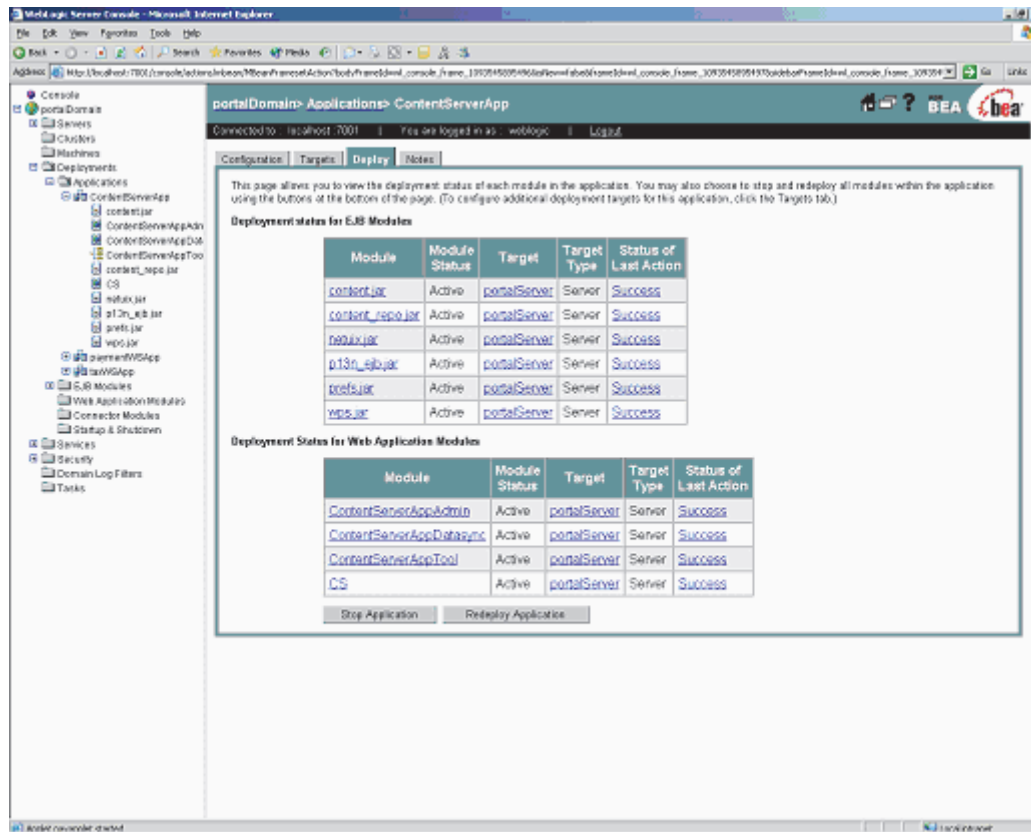 WebLogic Server Console - Microsoft Internet Explorer
File Edit View Favorites Tools Help
Back Search Favorites Media
Address Go Links
Console
portalDomain
Servers
Clusters
Machines
Deployments
Applications
ContentServerApp
content.jar
ContentServerAppAdn
ContentServerAppDat
ContentServerAppToo
content_repo.jar
CS
netuix.jar
p13n_ejb.jar
prefs.jar
wps.jar
paymentWSApp
taxWSApp
EJB Modules
Web Application Modules
Connector Modules
Startup & Shutdown
Services
Security
Domain Log Filters
Tasks
portalDomain> Applications> ContentServerApp
? BEA bea
Connected to : localhost :7001 | You are logged in as : weblogic | Logout
Configuration Targets Deploy Notes
This page allows you to view the deployment status of each module in the application. You may also choose to stop and redeploy all modules within the application
using the buttons at the bottom of the page. (To configure additional deployment targets for this application, click the Targets tab.)
Deployment status for EJB Modules
Module Module Status Target Target Type Status of Last Action
content.jar Active portalServer Server Success
content_repo.jar Active portalServer Server Success
netuix.jar Active portalServer Server Success
p13n_ejb.jar Active portalServer Server Success
prefs.jar Active portalServer Server Success
wps.jar Active portalServer Server Success
Deployment Status for Web Application Modules
Module Module Status Target Target Type Status of Last Action
ContentServerAppAdmin Active portalServer Server Success
ContentServerAppDatasync Active portalServer Server Success
ContentServerAppTool Active portalServer Server Success
CS Active portalServer Server Success
Stop Application Redeploy Application
Applet navapplet started Local intranet